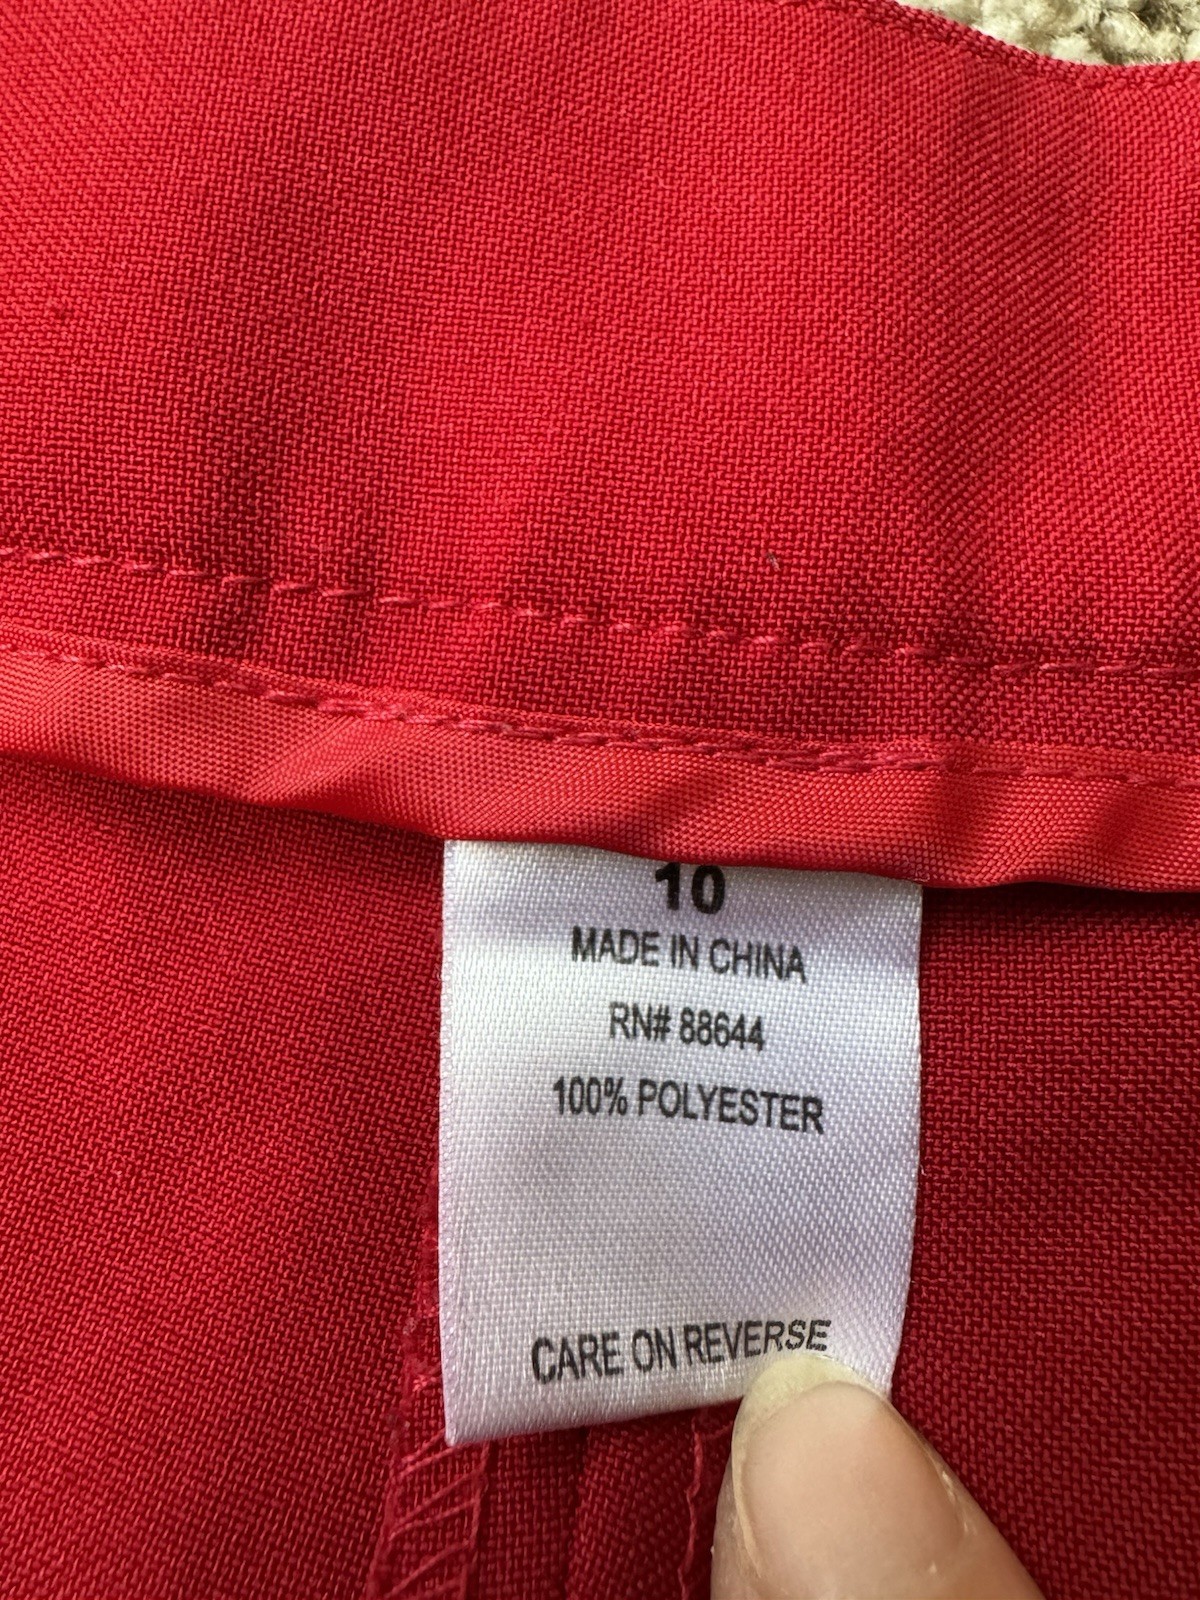 10
MADE IN CHINA
RN# 88644
100% POLYESTER
CARE ON REVERSE